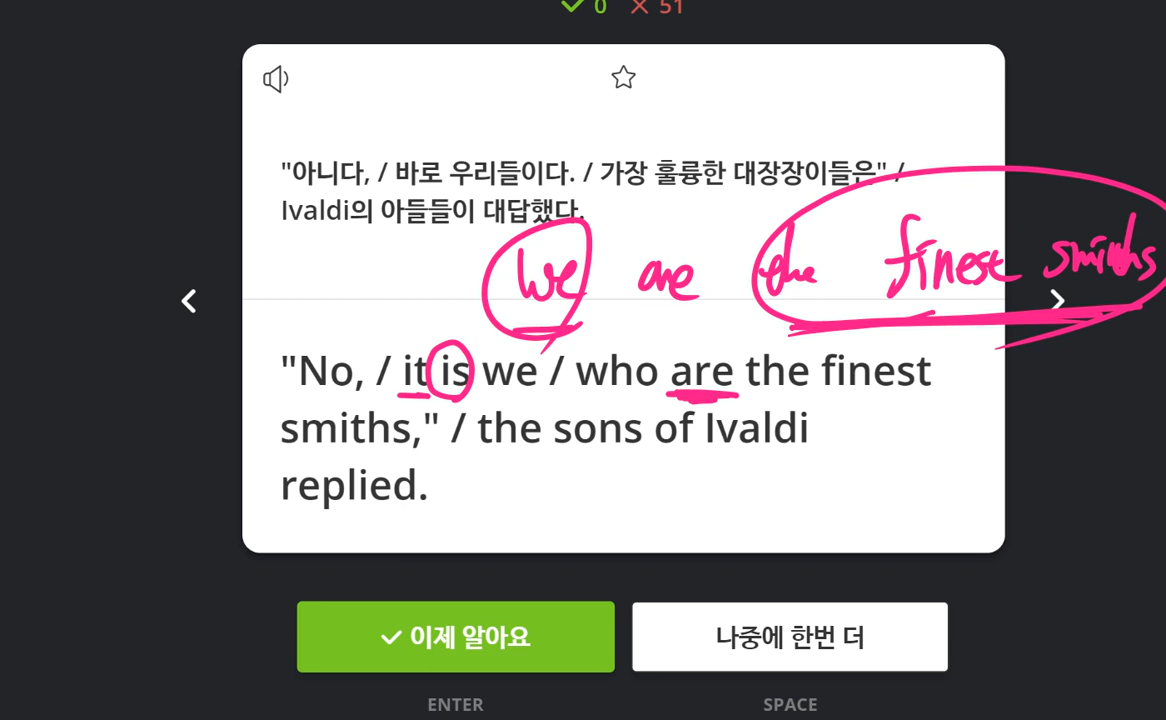 0 51
"아니다, / 바로 우리들이다. / 가장 훌륭한 대장장이들은" /
Ivaldi의 아들들이 대답했다.
we are the finest smiths
"No, / it is we / who are the finest
smiths," / the sons of Ivaldi
replied.
이제 알아요 나중에 한번 더
ENTER SPACE